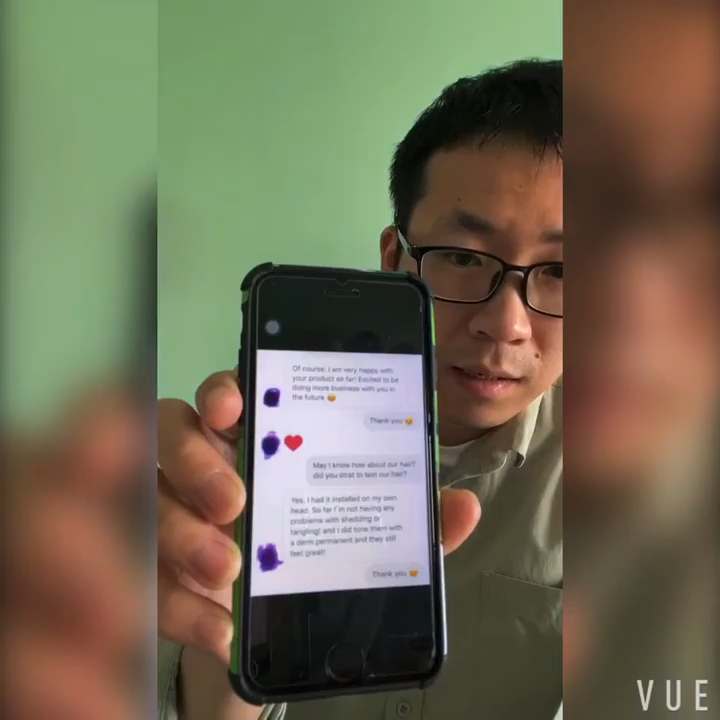 Of course, I am very happy with
your product so far! Excited to be
doing more business with you in
the future 😊
Thank you 😊
❤️
May I know how about our hair?
did you strat to test our hair?
Yes, I had it installed on my own
head. So far I'm not having any
problems with shedding or
tangling! and I did tone them with
a demi permanent and they still
feel great!
Thank you 😊
VUE